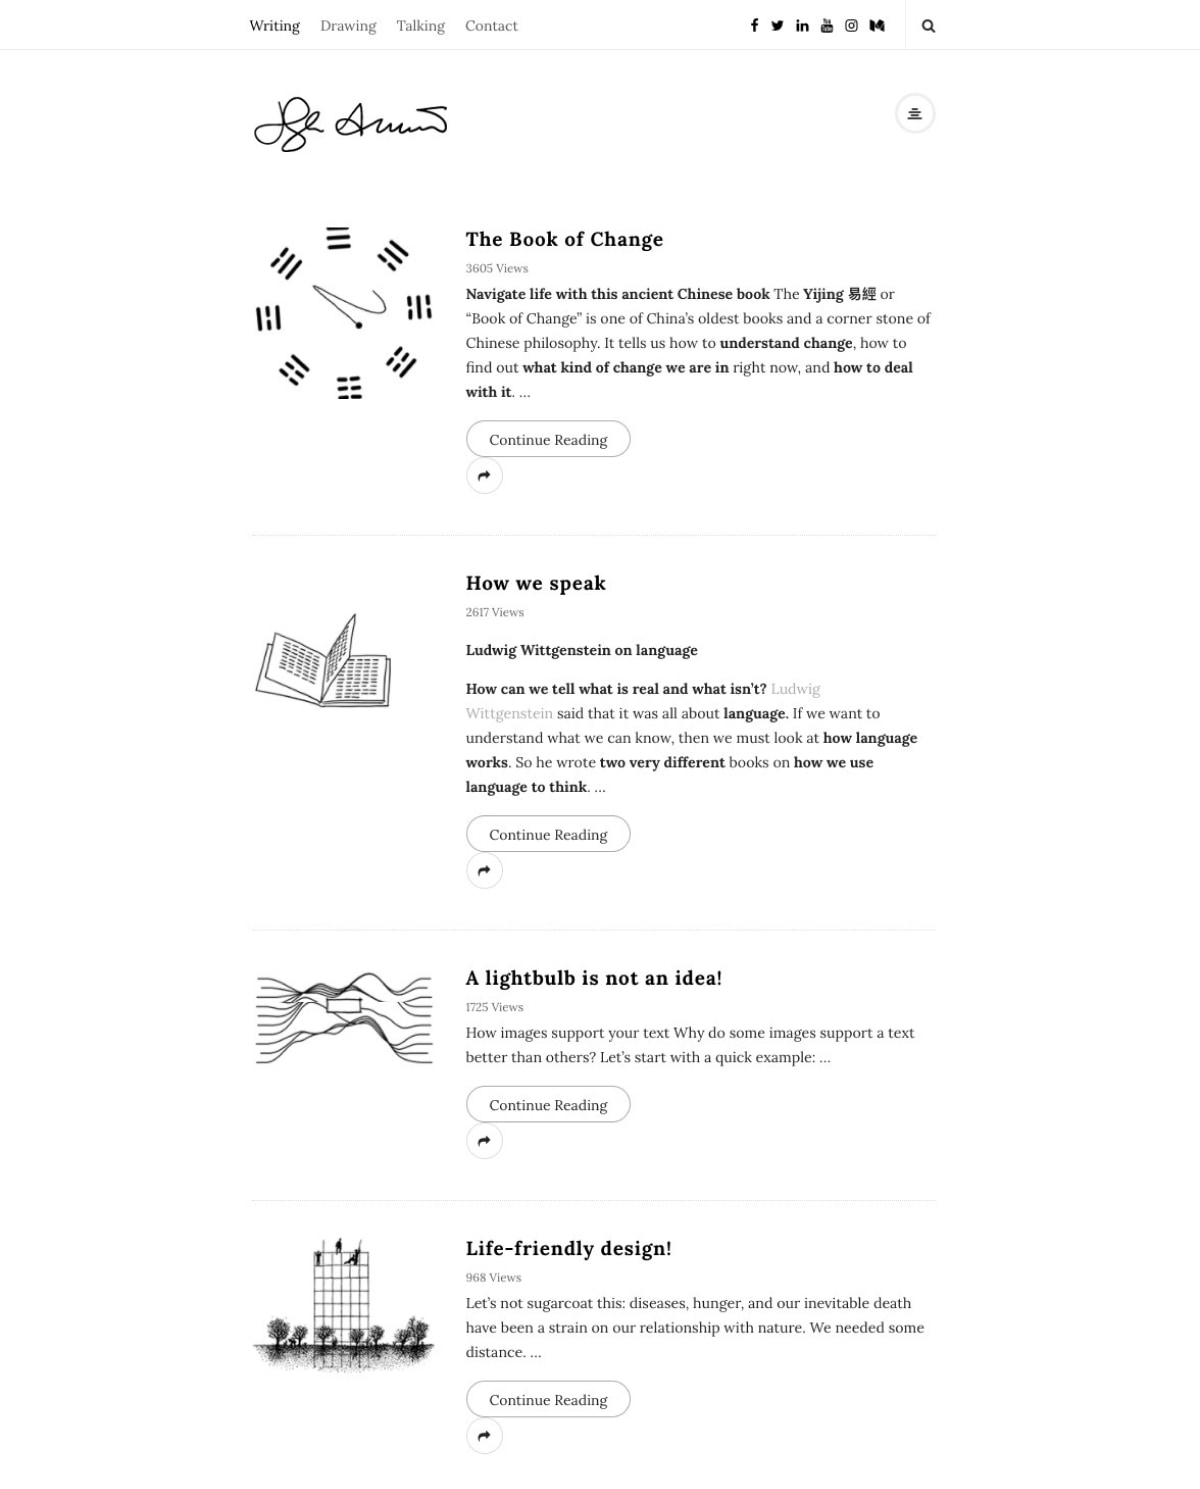 Writing Drawing Talking Contact
The Book of Change
3605 Views
Navigate life with this ancient Chinese book The Yijing 易經 or
“Book of Change” is one of China’s oldest books and a corner stone of
Chinese philosophy. It tells us how to understand change, how to
find out what kind of change we are in right now, and how to deal
with it. …
Continue Reading
How we speak
2617 Views
Ludwig Wittgenstein on language
How can we tell what is real and what isn’t? Ludwig
Wittgenstein said that it was all about language. If we want to
understand what we can know, then we must look at how language
works. So he wrote two very different books on how we use
language to think. …
Continue Reading
A lightbulb is not an idea!
1725 Views
How images support your text Why do some images support a text
better than others? Let’s start with a quick example: …
Continue Reading
Life-friendly design!
968 Views
Let’s not sugarcoat this: diseases, hunger, and our inevitable death
have been a strain on our relationship with nature. We needed some
distance. …
Continue Reading